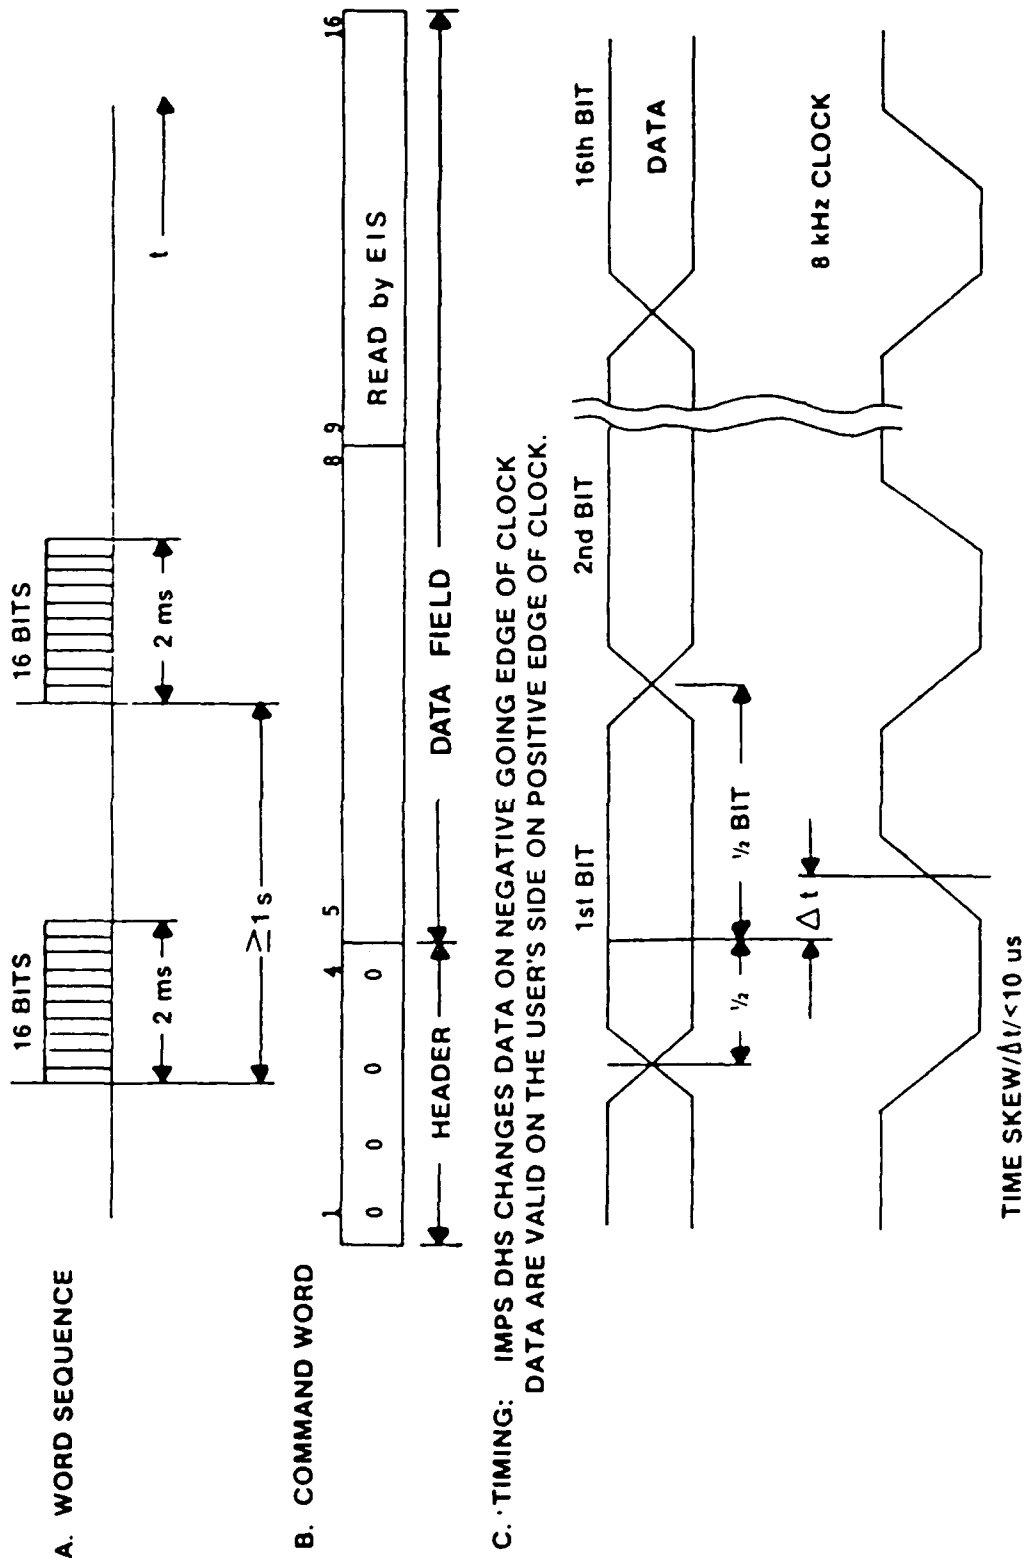 A. WORD SEQUENCE
16 BITS
16 BITS
2 ms
2 ms
t
≥1 s
B. COMMAND WORD
1
4
5
8
9
16
0
0
0
0
READ by EIS
HEADER
DATA FIELD
C. TIMING: IMPS DHS CHANGES DATA ON NEGATIVE GOING EDGE OF CLOCK
DATA ARE VALID ON THE USER'S SIDE ON POSITIVE EDGE OF CLOCK.
1st BIT
2nd BIT
16th BIT
DATA
½
½ BIT
Δt
8 kHz CLOCK
TIME SKEW/Δt/<10 us